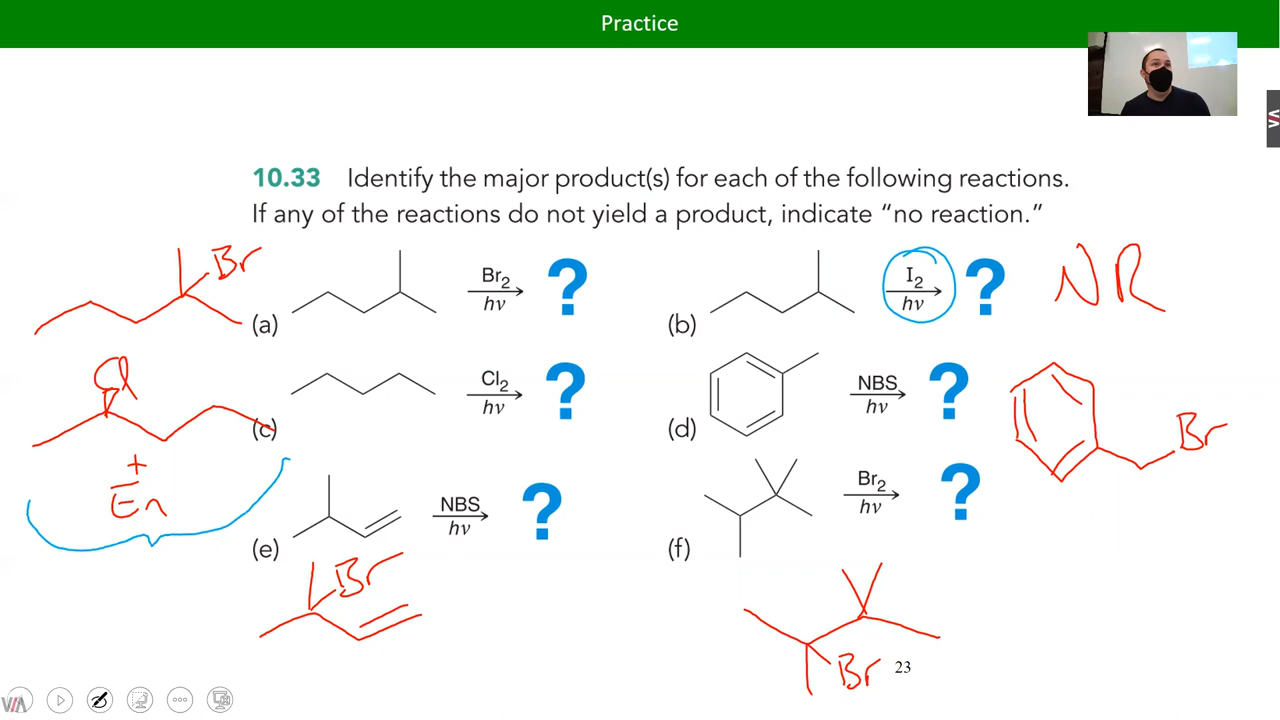 Practice
10.33 Identify the major product(s) for each of the following reactions.
If any of the reactions do not yield a product, indicate “no reaction.”
Br
(a)
Br₂
hν
?
(b)
I₂
hν
?
NR
Cl
+
En
(c)
Cl₂
hν
?
(d)
NBS
hν
?
Br
(e)
NBS
hν
?
Br
(f)
Br₂
hν
?
Br
23
VIA
VIA